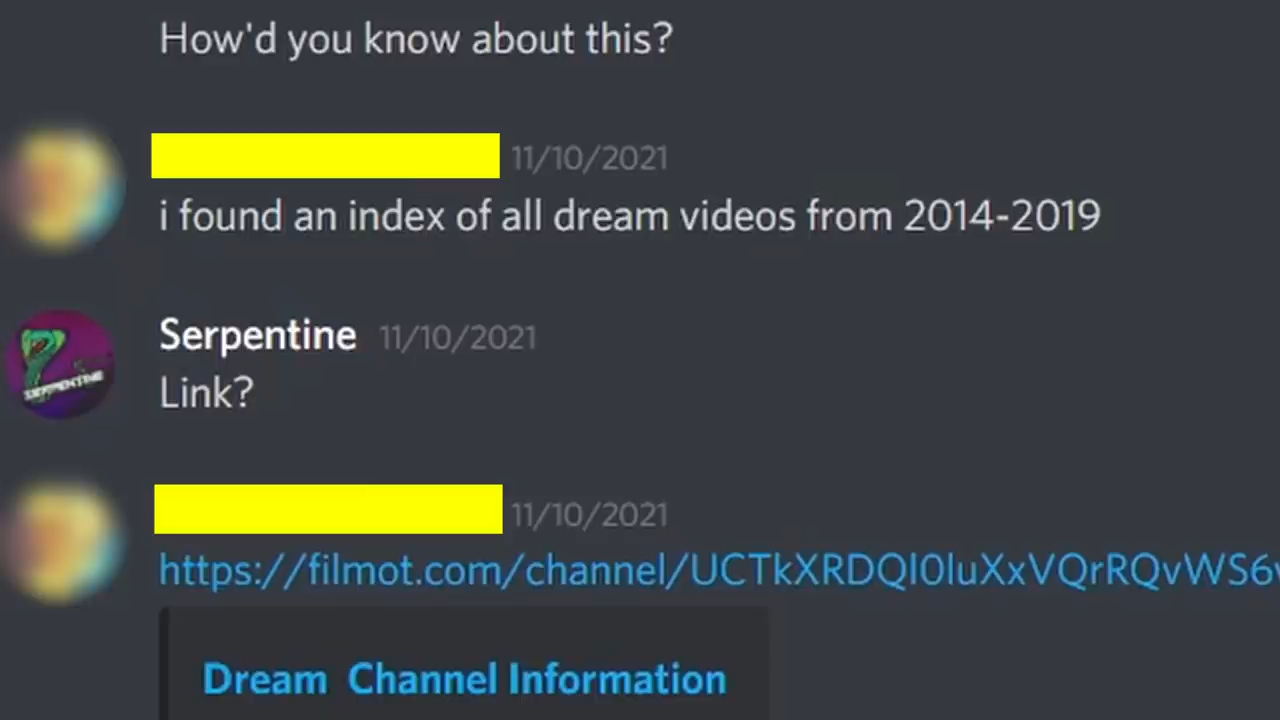 How'd you know about this?
11/10/2021
i found an index of all dream videos from 2014-2019
Serpentine 11/10/2021
SERPENTINE
Link?
11/10/2021
https://filmot.com/channel/UCTkXRDQI0luXxVQrRQvWS6
Dream Channel Information